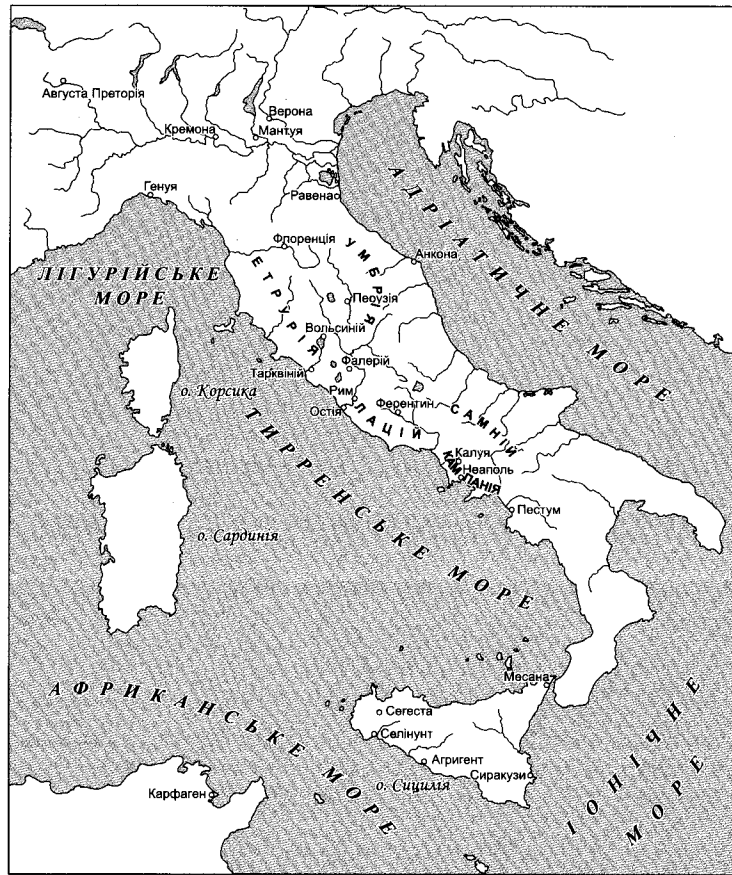 Августа Преторія
Верона
Кремона
Мантуя
Генуя
Равена
АДРІАТИЧНЕ МОРЕ
Флоренція
УМБРІЯ
Анкона
ЛІГУРІЙСЬКЕ
МОРЕ
ЕТРУРІЯ
Пеоузія
Вольсиній
Тарквіній
Фалерій
о. Корсика
Рим
Остія
ЛАЦІЙ
Ферентин
САМНІЙ
Калуя
Неаполь
КАМПАНІЯ
Пестум
ТИРРЕНСЬКЕ МОРЕ
о. Сардинія
Месана
АФРИКАНСЬКЕ МОРЕ
Сегеста
Селінунт
Агригент
Сиракузи
о. Сицилія
Карфаген
ІОНІЧНЕ
МОРЕ